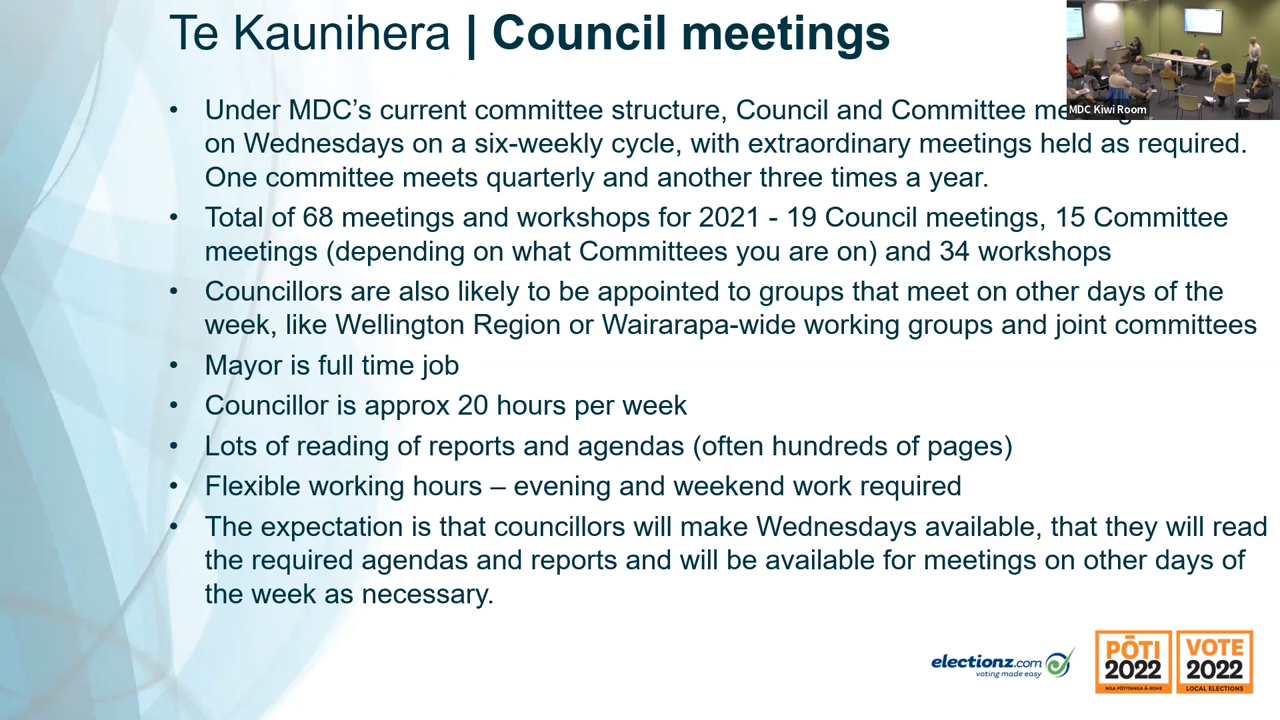 Te Kaunihera | Council meetings
MDC Kiwi Room
• Under MDC’s current committee structure, Council and Committee
on Wednesdays on a six-weekly cycle, with extraordinary meetings held as required.
One committee meets quarterly and another three times a year.
• Total of 68 meetings and workshops for 2021 - 19 Council meetings, 15 Committee
meetings (depending on what Committees you are on) and 34 workshops
• Councillors are also likely to be appointed to groups that meet on other days of the
week, like Wellington Region or Wairarapa-wide working groups and joint committees
• Mayor is full time job
• Councillor is approx 20 hours per week
• Lots of reading of reports and agendas (often hundreds of pages)
• Flexible working hours – evening and weekend work required
• The expectation is that councillors will make Wednesdays available, that they will read
the required agendas and reports and will be available for meetings on other days of
the week as necessary.
electionz.com
voting made easy
PŌTI
2022
NGA PŌTITANGA Ā-ROHE
VOTE
2022
LOCAL ELECTIONS